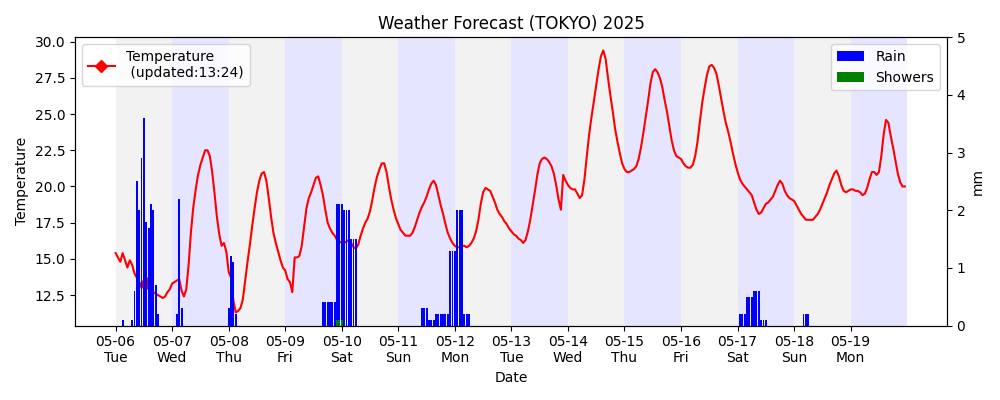 Weather Forecast (TOKYO) 2025
Temperature
(updated:13:24)
Rain
Showers
30.0
27.5
25.0
22.5
20.0
17.5
15.0
12.5
Temperature
5
4
3
2
1
0
mm
05-06 05-07 05-08 05-09 05-10 05-11 05-12 05-13 05-14 05-15 05-16 05-17 05-18 05-19
Tue Wed Thu Fri Sat Sun Mon Tue Wed Thu Fri Sat Sun Mon
Date